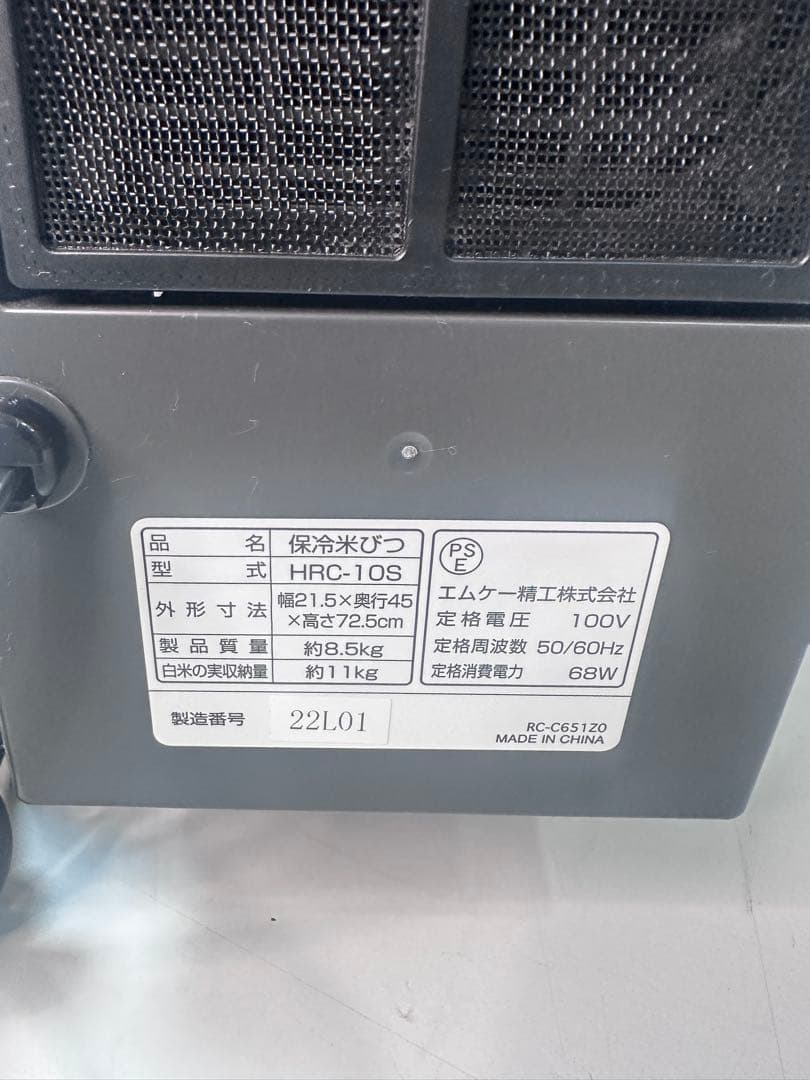 品名 保冷米びつ
型式 HRC-10S
外形寸法 幅21.5×奥行45
×高さ72.5cm
製品質量 約8.5kg
白米の実収納量 約11kg
製造番号 22L01
PS
E
エムケー精工株式会社
定格電圧 100V
定格周波数 50/60Hz
定格消費電力 68W
RC-C651Z0
MADE IN CHINA